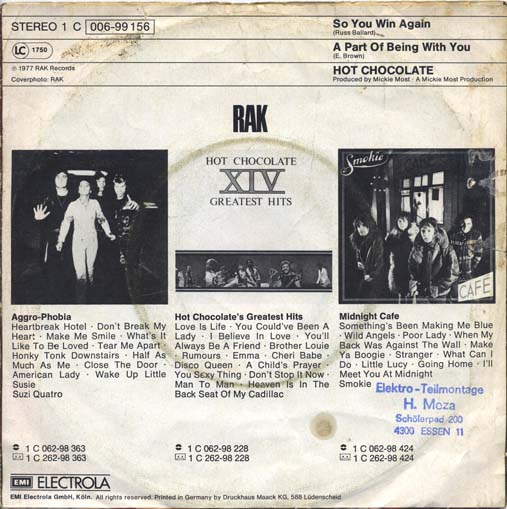 STEREO 1 C 006-99 156
LC 1750
℗ 1977 RAK Records
Coverphoto: RAK
So You Win Again
(Russ Ballard)
A Part Of Being With You
(E. Brown)
HOT CHOCOLATE
Produced by Mickie Most · A Mickie Most Production
RAK
HOT CHOCOLATE
XIV
GREATEST HITS
Smokie
CAFE
Aggro-Phobia
Heartbreak Hotel · Don't Break My
Heart · Make Me Smile · What's It
Like To Be Loved · Tear Me Apart ·
Honky Tonk Downstairs · Half As
Much As Me · Close The Door ·
American Lady · Wake Up Little
Susie
Suzi Quatro
Hot Chocolate's Greatest Hits
Love Is Life · You Could've Been A
Lady · I Believe In Love · You'll
Always Be A Friend · Brother Louie
· Rumours · Emma · Cheri Babe ·
Disco Queen · A Child's Prayer ·
You Sexy Thing · Don't Stop It Now ·
Man To Man · Heaven Is In The
Back Seat Of My Cadillac
Midnight Cafe
Something's Been Making Me Blue
· Wild Angels · Poor Lady · When My
Back Was Against The Wall · Make
Ya Boogie · Stranger · What Can I
Do · Little Lucy · Going Home · I'll
Meet You At Midnight
Smokie
Elektro-Teilmontage
H. Moza
Schölerpad 200
4300 ESSEN 11
1 C 062-98 363
1 C 262-98 363
1 C 062-98 228
1 C 262-98 228
1 C 062-98 424
1 C 262-98 424
EMI ELECTROLA
EMI Electrola GmbH, Köln. All rights reserved. Printed in Germany by Druckhaus Maack KG, 588 Lüdenscheid